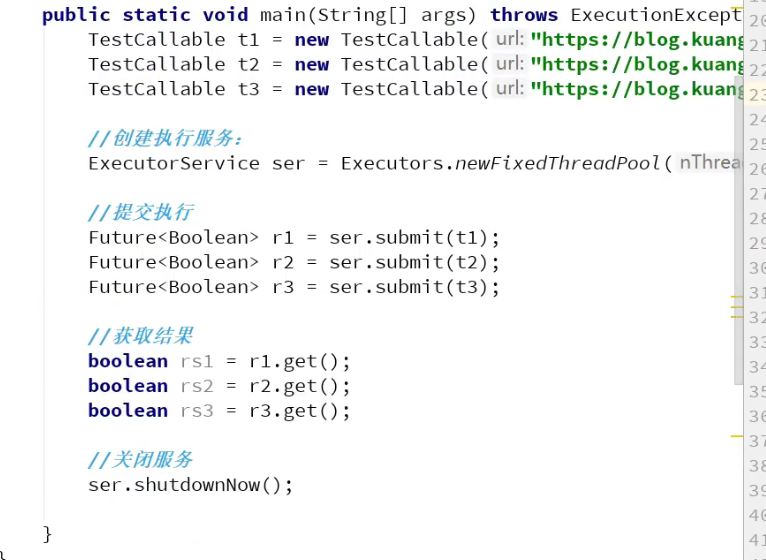 public static void main(String[] args) throws ExecutionExcept
TestCallable t1 = new TestCallable( url: "https://blog.kuang
TestCallable t2 = new TestCallable( url: "https://blog.kuang
TestCallable t3 = new TestCallable( url: "https://blog.kuang
//创建执行服务:
ExecutorService ser = Executors.newFixedThreadPool( nThrea
//提交执行
Future<Boolean> r1 = ser.submit(t1);
Future<Boolean> r2 = ser.submit(t2);
Future<Boolean> r3 = ser.submit(t3);
//获取结果
boolean rs1 = r1.get();
boolean rs2 = r2.get();
boolean rs3 = r3.get();
//关闭服务
ser.shutdownNow();
}
}
20
21
22
23
24
25
26
27
28
29
30
31
32
33
34
35
36
37
38
39
40
41